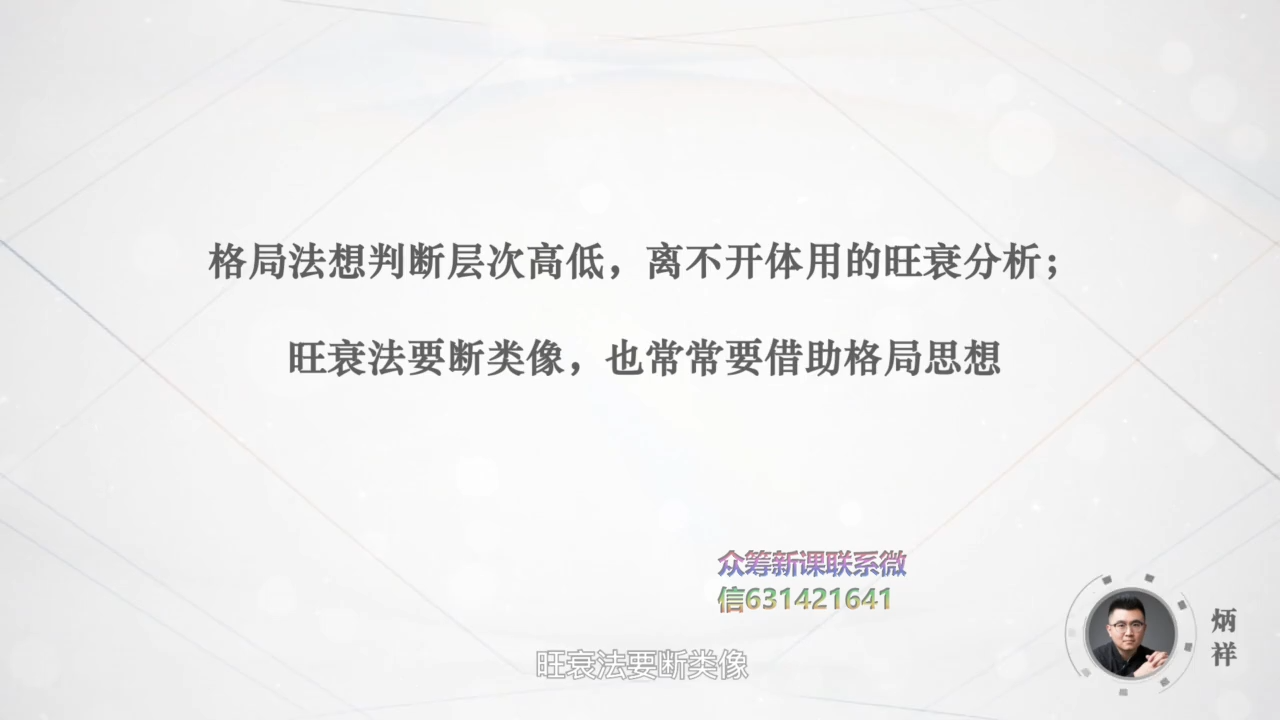 格局法想判断层次高低，离不开体用的旺衰分析；
旺衰法要断类像，也常常要借助格局思想
众筹新课联系微
信631421641
旺衰法要断类像
炳
祥